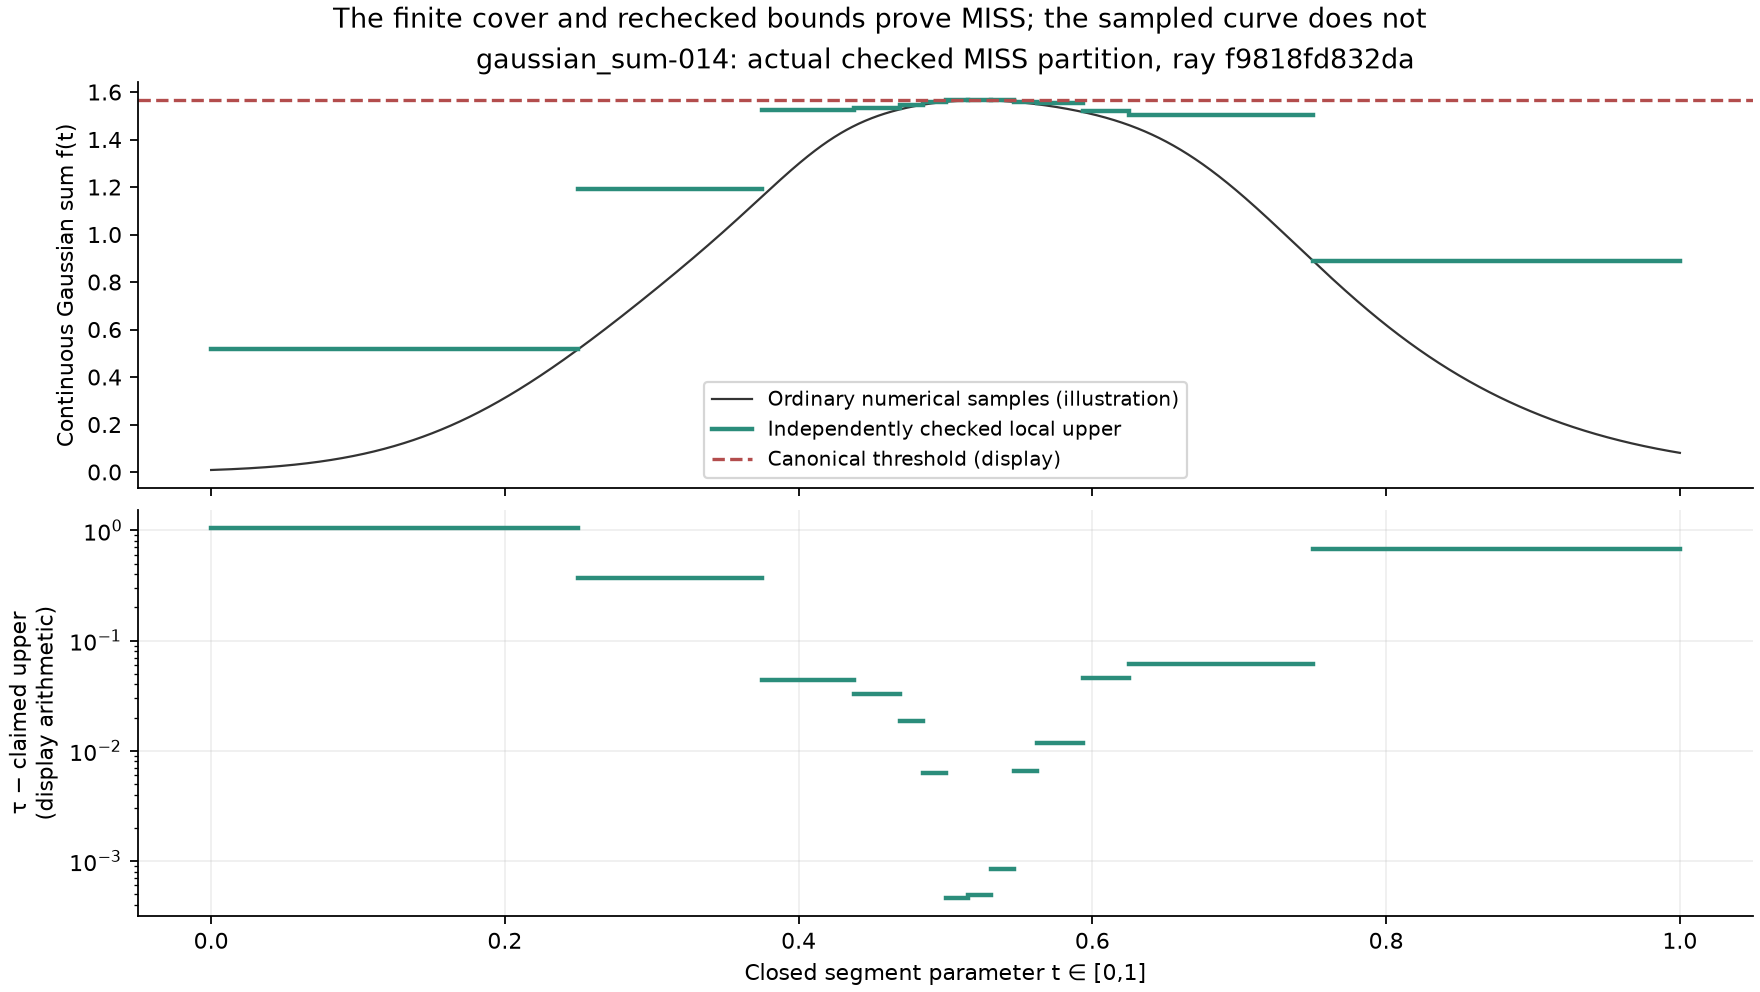 The finite cover and rechecked bounds prove MISS; the sampled curve does not
gaussian_sum-014: actual checked MISS partition, ray f9818fd832da
Continuous Gaussian sum f(t)
1.6
1.4
1.2
1.0
0.8
0.6
0.4
0.2
0.0
Ordinary numerical samples (illustration)
Independently checked local upper
Canonical threshold (display)
τ − claimed upper
(display arithmetic)
10⁰
10⁻¹
10⁻²
10⁻³
0.0 0.2 0.4 0.6 0.8 1.0
Closed segment parameter t ∈ [0,1]